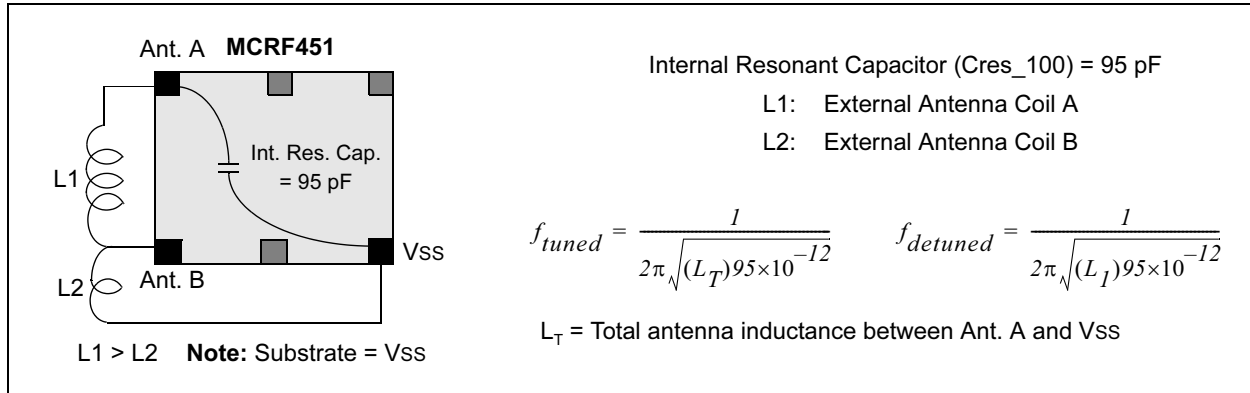 Ant. A MCRF451
Int. Res. Cap.
= 95 pF
L1
L2
Ant. B
VSS
L1 > L2 Note: Substrate = VSS
Internal Resonant Capacitor (Cres_100) = 95 pF
L1: External Antenna Coil A
L2: External Antenna Coil B
f_tuned = 1 / (2π√((L_T)95×10^-12))
f_detuned = 1 / (2π√((L_1)95×10^-12))
L_T = Total antenna inductance between Ant. A and VSS